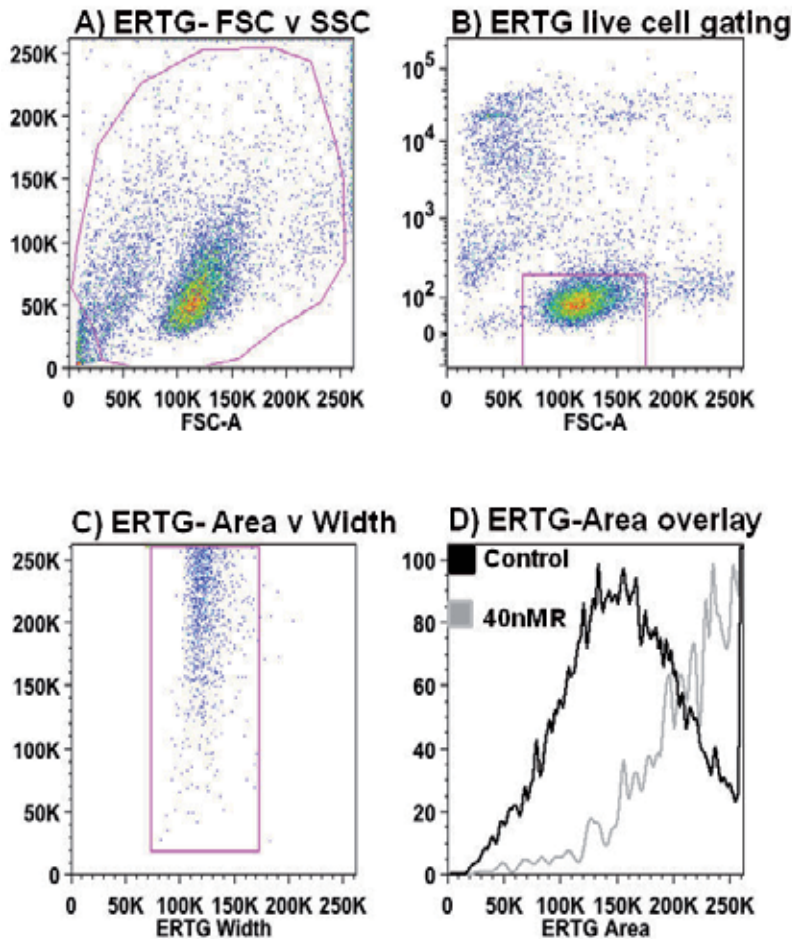 A) ERTG- FSC v SSC
250K
200K
150K
100K
50K
0
0 50K 100K 150K 200K 250K
FSC-A
B) ERTG live cell gating
10^5
10^4
10^3
10^2
0
0 50K 100K 150K 200K 250K
FSC-A
C) ERTG- Area v Width
250K
200K
150K
100K
50K
0
0 50K 100K 150K 200K 250K
ERTG Width
D) ERTG-Area overlay
Control
40nMR
100
80
60
40
20
0
0 50K 100K 150K 200K 250K
ERTG Area